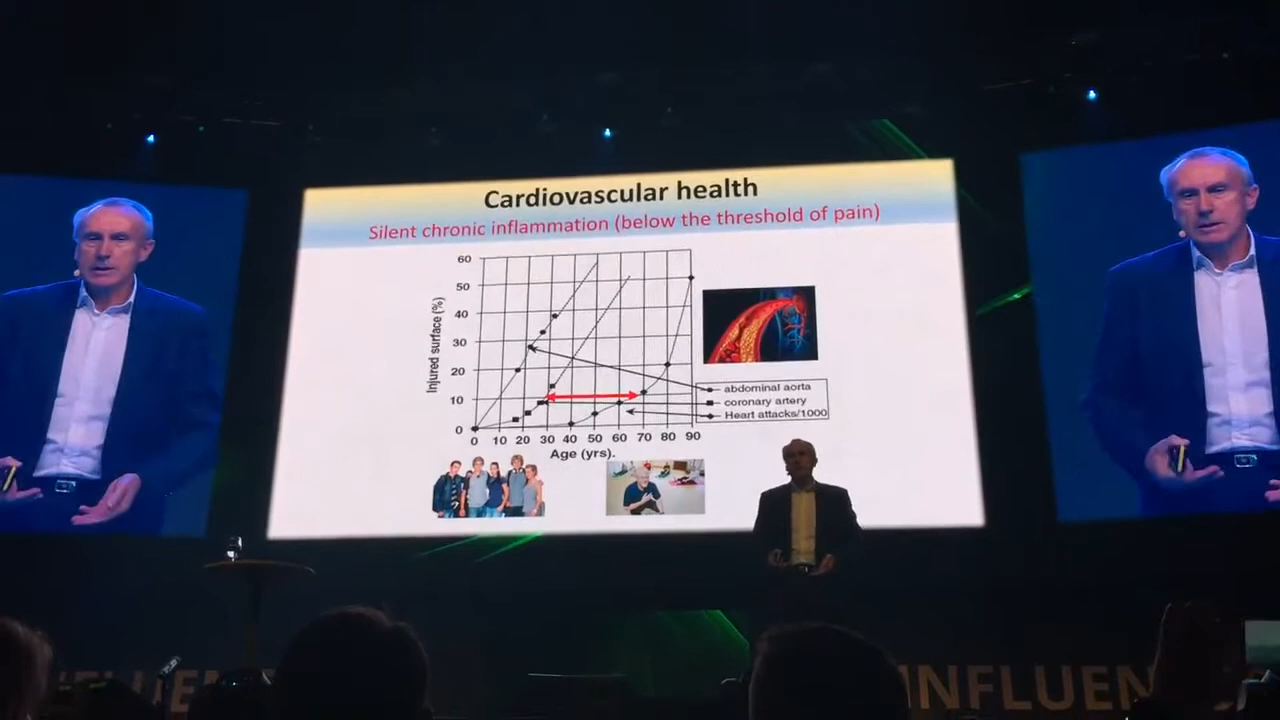 Cardiovascular health
Silent chronic inflammation (below the threshold of pain)
60
50
40
30
20
10
0
Injured surface (%)
0 10 20 30 40 50 60 70 80 90
Age (yrs).
abdominal aorta
coronary artery
Heart attacks/1000
INFLUEN